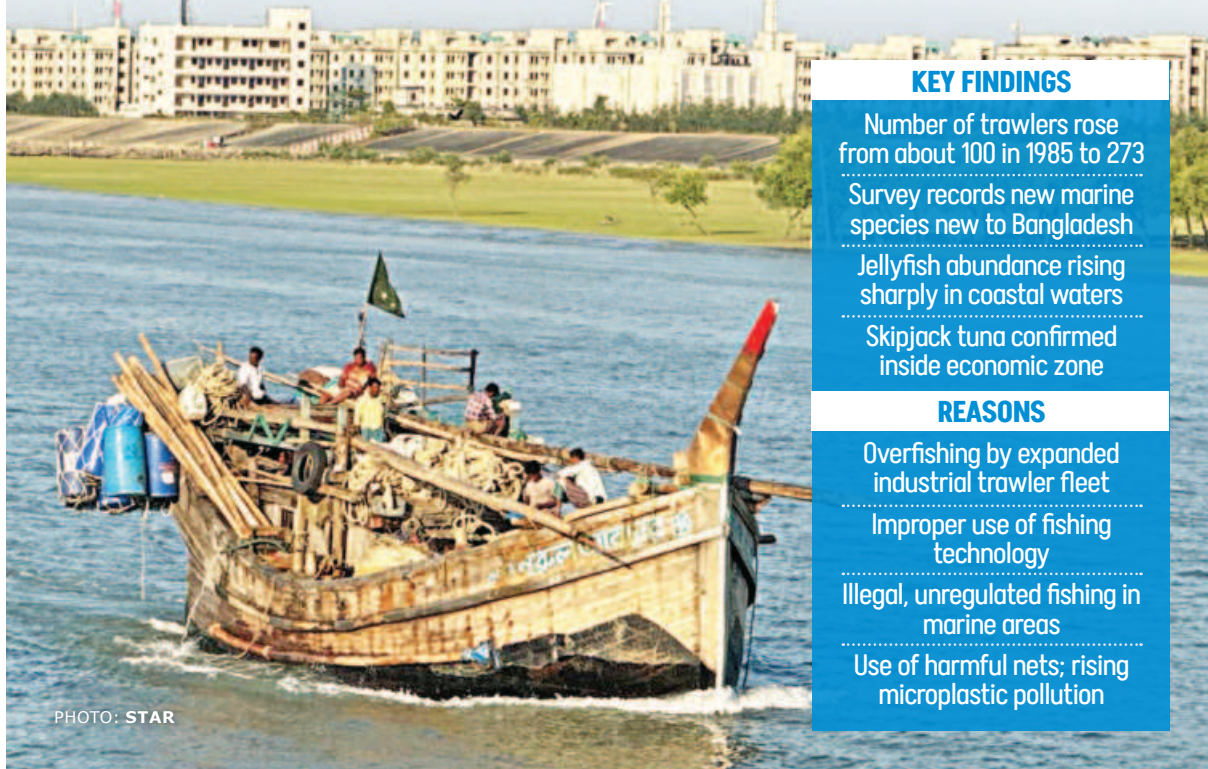 KEY FINDINGS
Number of trawlers rose
from about 100 in 1985 to 273
Survey records new marine
species new to Bangladesh
Jellyfish abundance rising
sharply in coastal waters
Skipjack tuna confirmed
inside economic zone
REASONS
Overfishing by expanded
industrial trawler fleet
Improper use of fishing
technology
Illegal, unregulated fishing in
marine areas
Use of harmful nets; rising
microplastic pollution
PHOTO: STAR